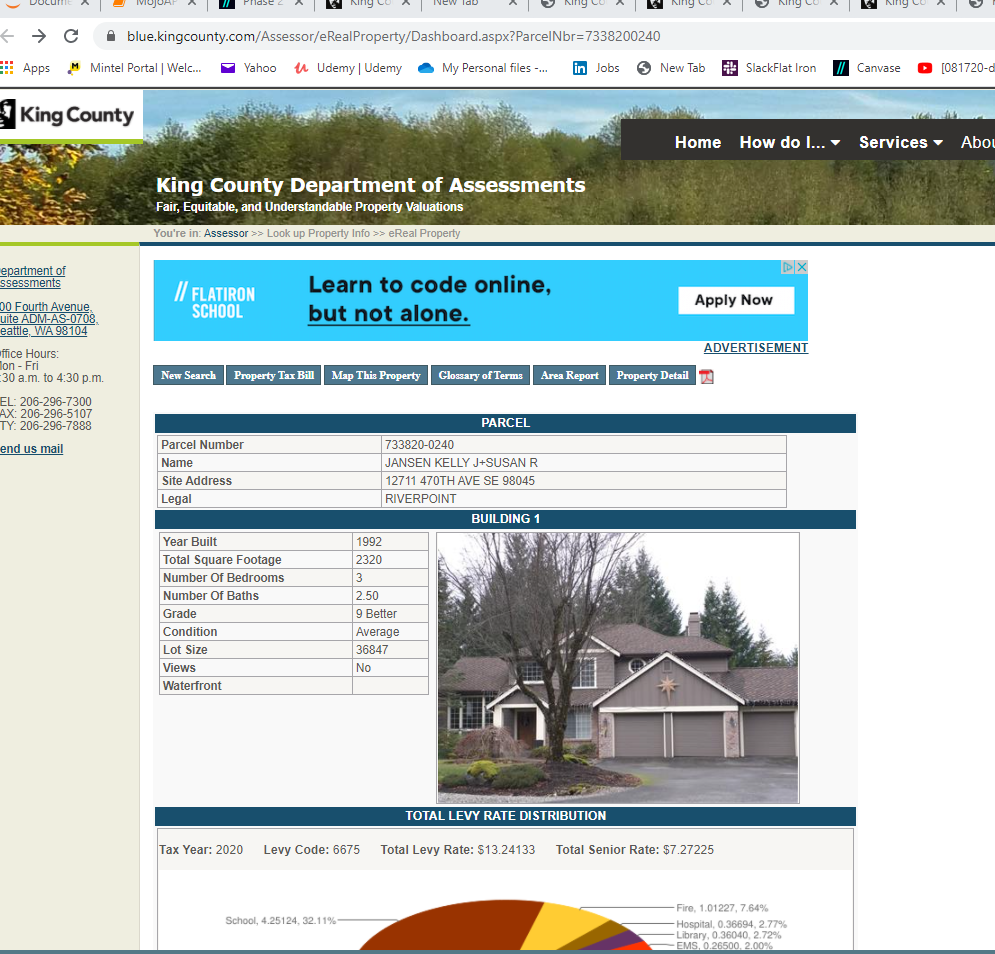 Docume
MojoAP
Phase 2
King Co
New Tab
King Co
King Co
King Co
King Co
blue.kingcounty.com/Assessor/eRealProperty/Dashboard.aspx?ParcelNbr=7338200240
Apps
Mintel Portal | Welc...
Yahoo
Udemy | Udemy
My Personal files -...
Jobs
New Tab
SlackFlat Iron
Canvase
[081720-d
King County
Home
How do I...
Services
Abou
King County Department of Assessments
Fair, Equitable, and Understandable Property Valuations
You're in: Assessor >> Look up Property Info >> eReal Property
epartment of
ssessments
00 Fourth Avenue,
uite ADM-AS-0708,
eattle, WA 98104
ffice Hours:
on - Fri
:30 a.m. to 4:30 p.m.
EL: 206-296-7300
AX: 206-296-5107
TY: 206-296-7888
end us mail
// FLATIRON
SCHOOL
Learn to code online,
but not alone.
Apply Now
ADVERTISEMENT
New Search
Property Tax Bill
Map This Property
Glossary of Terms
Area Report
Property Detail
PARCEL
Parcel Number 733820-0240
Name JANSEN KELLY J+SUSAN R
Site Address 12711 470TH AVE SE 98045
Legal RIVERPOINT
BUILDING 1
Year Built 1992
Total Square Footage 2320
Number Of Bedrooms 3
Number Of Baths 2.50
Grade 9 Better
Condition Average
Lot Size 36847
Views No
Waterfront
TOTAL LEVY RATE DISTRIBUTION
Tax Year: 2020 Levy Code: 6675 Total Levy Rate: $13.24133 Total Senior Rate: $7.27225
School, 4.25124, 32.11%
Fire, 1.01227, 7.64%
Hospital, 0.36694, 2.77%
Library, 0.36040, 2.72%
EMS, 0.26500, 2.00%